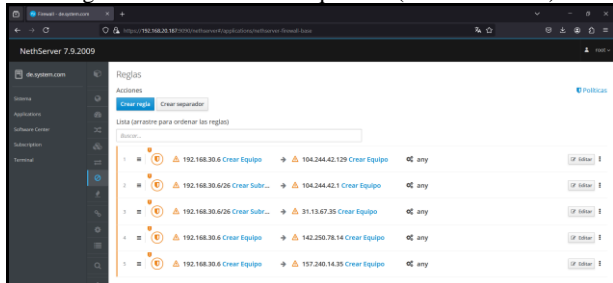 Firewall - de.system.com
https://192.168.20.167:9090/nethserver#/applications/nethserver-firewall-base
NethServer 7.9.2009
root
de.system.com
Reglas
Acciones
Políticas
Sistema
Crear regla Crear separador
Applications
Lista (arrastre para ordenar las reglas)
Software Center
Buscar...
Subscription
Terminal
1 192.168.30.6 Crear Equipo 104.244.42.129 Crear Equipo any Editar
2 192.168.30.6/26 Crear Subr... 104.244.42.1 Crear Equipo any Editar
3 192.168.30.6/26 Crear Subr... 31.13.67.35 Crear Equipo any Editar
4 192.168.30.6 Crear Equipo 142.250.78.14 Crear Equipo any Editar
5 192.168.30.6 Crear Equipo 157.240.14.35 Crear Equipo any Editar